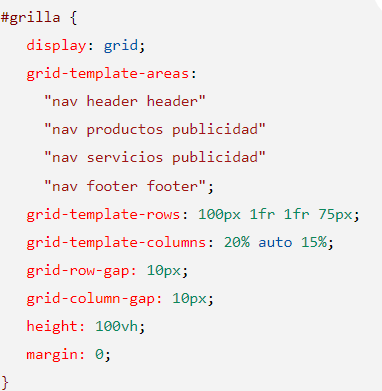 #grilla {
display: grid;
grid-template-areas:
"nav header header"
"nav productos publicidad"
"nav servicios publicidad"
"nav footer footer";
grid-template-rows: 100px 1fr 1fr 75px;
grid-template-columns: 20% auto 15%;
grid-row-gap: 10px;
grid-column-gap: 10px;
height: 100vh;
margin: 0;
}